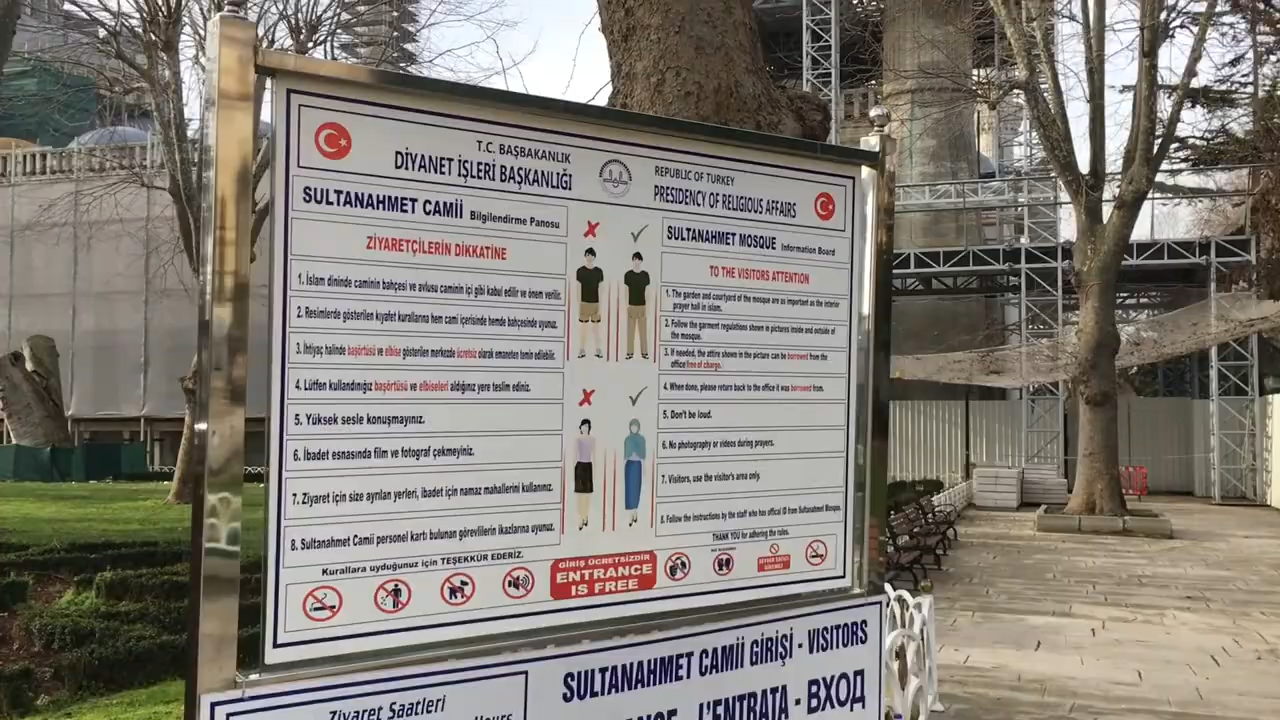 T.C. BAŞBAKANLIK
DİYANET İŞLERİ BAŞKANLIĞI
REPUBLIC OF TURKEY
PRESIDENCY OF RELIGIOUS AFFAIRS
SULTANAHMET CAMİİ Bilgilendirme Panosu
ZİYARETÇİLERİN DİKKATİNE
1. İslam dininde caminin bahçesi ve avlusu caminin içi gibi kabul edilir ve önem verilir.
2. Resimlerde gösterilen kıyafet kurallarına hem cami içerisinde hemde bahçesinde uyunuz.
3. İhtiyaç halinde başörtüsü ve elbise gösterilen merkezde ücretsiz olarak emaneten temin edilebilir.
4. Lütfen kullandığınız başörtüsü ve elbiseleri aldığınız yere teslim ediniz.
5. Yüksek sesle konuşmayınız.
6. İbadet esnasında film ve fotograf çekmeyiniz.
7. Ziyaret için size ayrılan yerleri, ibadet için namaz mahallerini kullanınız.
8. Sultanahmet Camii personel kartı bulunan görevlilerin ikazlarına uyunuz.
Kurallara uyduğunuz için TEŞEKKÜR EDERİZ.
SULTANAHMET MOSQUE Information Board
TO THE VISITORS ATTENTION
1. The garden and courtyard of the mosque are as important as the interior
prayer hall in islam.
2. Follow the garment regulations shown in pictures inside and outside of
the mosque.
3. If needed, the attire shown in the picture can be borrowed from the
office free of charge.
4. When done, please return back to the office it was borrowed from.
5. Don't be loud.
6. No photography or videos during prayers.
7. Visitors, use the visitor's area only.
8. Follow the instructions by the staff who has offical ID from Sultanahmet Mosque.
THANK YOU for adhering the rules.
GİRİŞ ÜCRETSİZDİR
ENTRANCE
IS FREE
Ziyaret Saatleri
Hours
SULTANAHMET CAMİİ GİRİŞİ - VISITORS
- L'ENTRATA - ВХОД